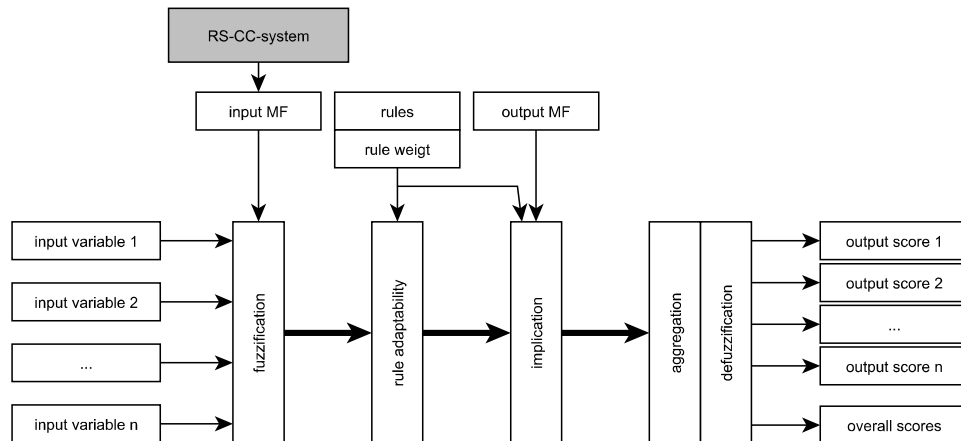 RS-CC-system
input MF
rules
output MF
rule weigt
input variable 1
input variable 2
...
input variable n
fuzzification
rule adaptability
implication
aggregation
defuzzification
output score 1
output score 2
...
output score n
overall scores